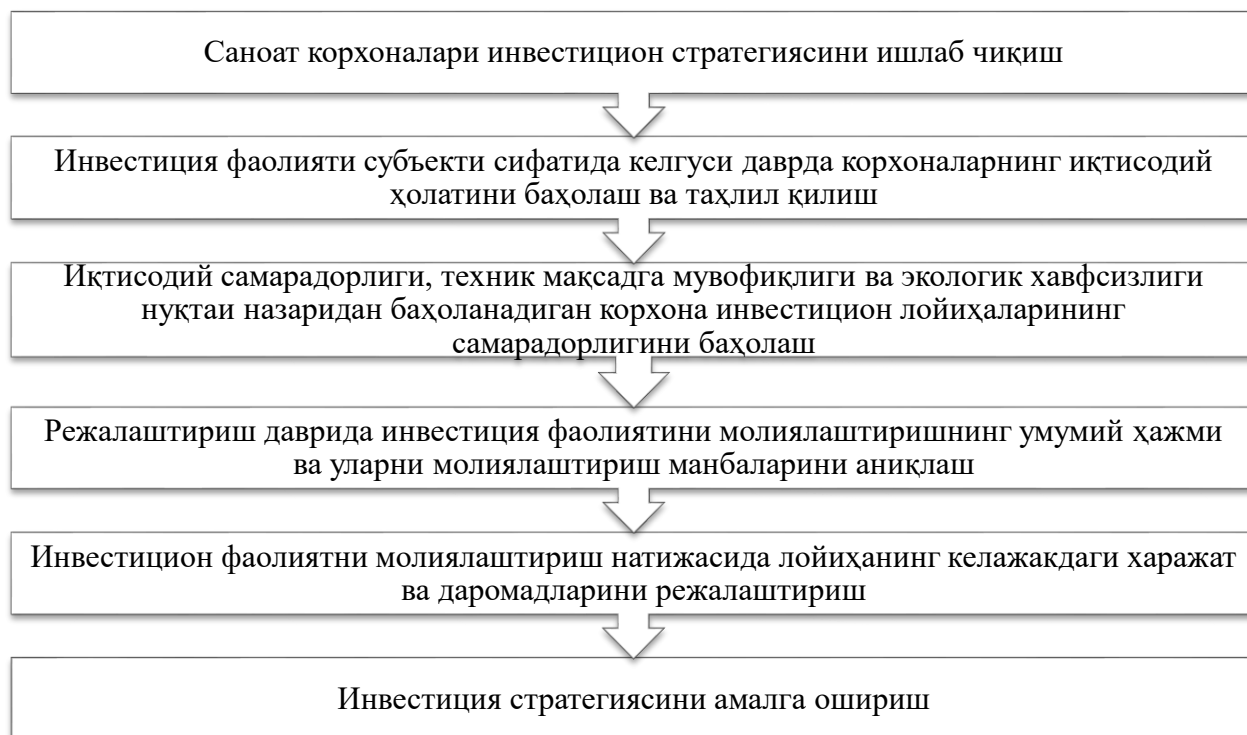 Саноат корхоналари инвестицион стратегиясини ишлаб чиқиш
Инвестиция фаолияти субъекти сифатида келгуси даврда корхоналарнинг иқтисодий
ҳолатини баҳолаш ва таҳлил қилиш
Иқтисодий самарадорлиги, техник мақсадга мувофиқлиги ва экологик хавфсизлиги
нуқтаи назаридан баҳоланадиган корхона инвестицион лойиҳаларининг
самарадорлигини баҳолаш
Режалаштириш даврида инвестиция фаолиятини молиялаштиришнинг умумий ҳажми
ва уларни молиялаштириш манбаларини аниқлаш
Инвестицион фаолиятни молиялаштириш натижасида лойиҳанинг келажакдаги харажат
ва даромадларини режалаштириш
Инвестиция стратегиясини амалга ошириш